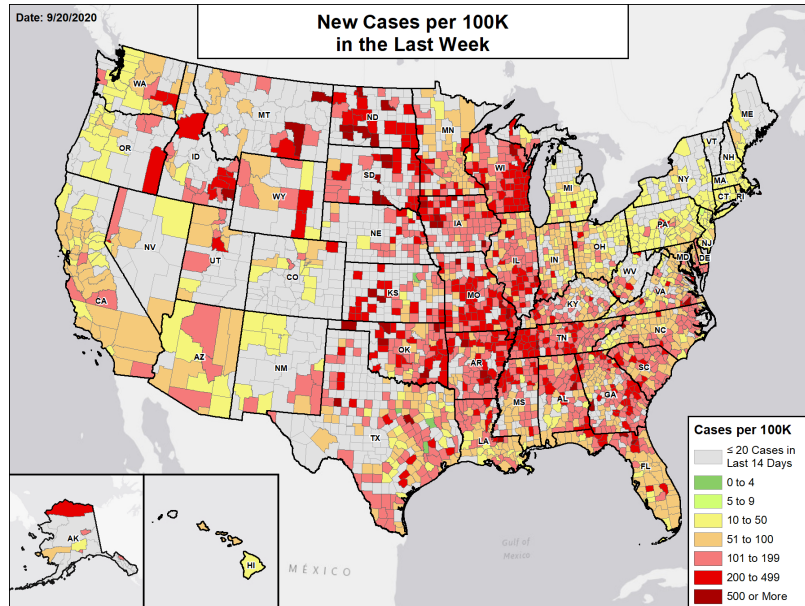 Date: 9/20/2020
New Cases per 100K
in the Last Week
WA
MT
ND
MN
ME
OR
ID
SD
WI
VT
NH
WY
MI
NY
MA
CT
RI
NV
UT
NE
IA
PA
NJ
CO
IL
IN
OH
MD
DE
CA
KS
MO
WV
VA
KY
AZ
NM
OK
AR
TN
NC
SC
TX
MS
AL
GA
LA
FL
AK
HI
MÉXICO
Gulf of
Mexico
Cases per 100K
≤ 20 Cases in
Last 14 Days
0 to 4
5 to 9
10 to 50
51 to 100
101 to 199
200 to 499
500 or More